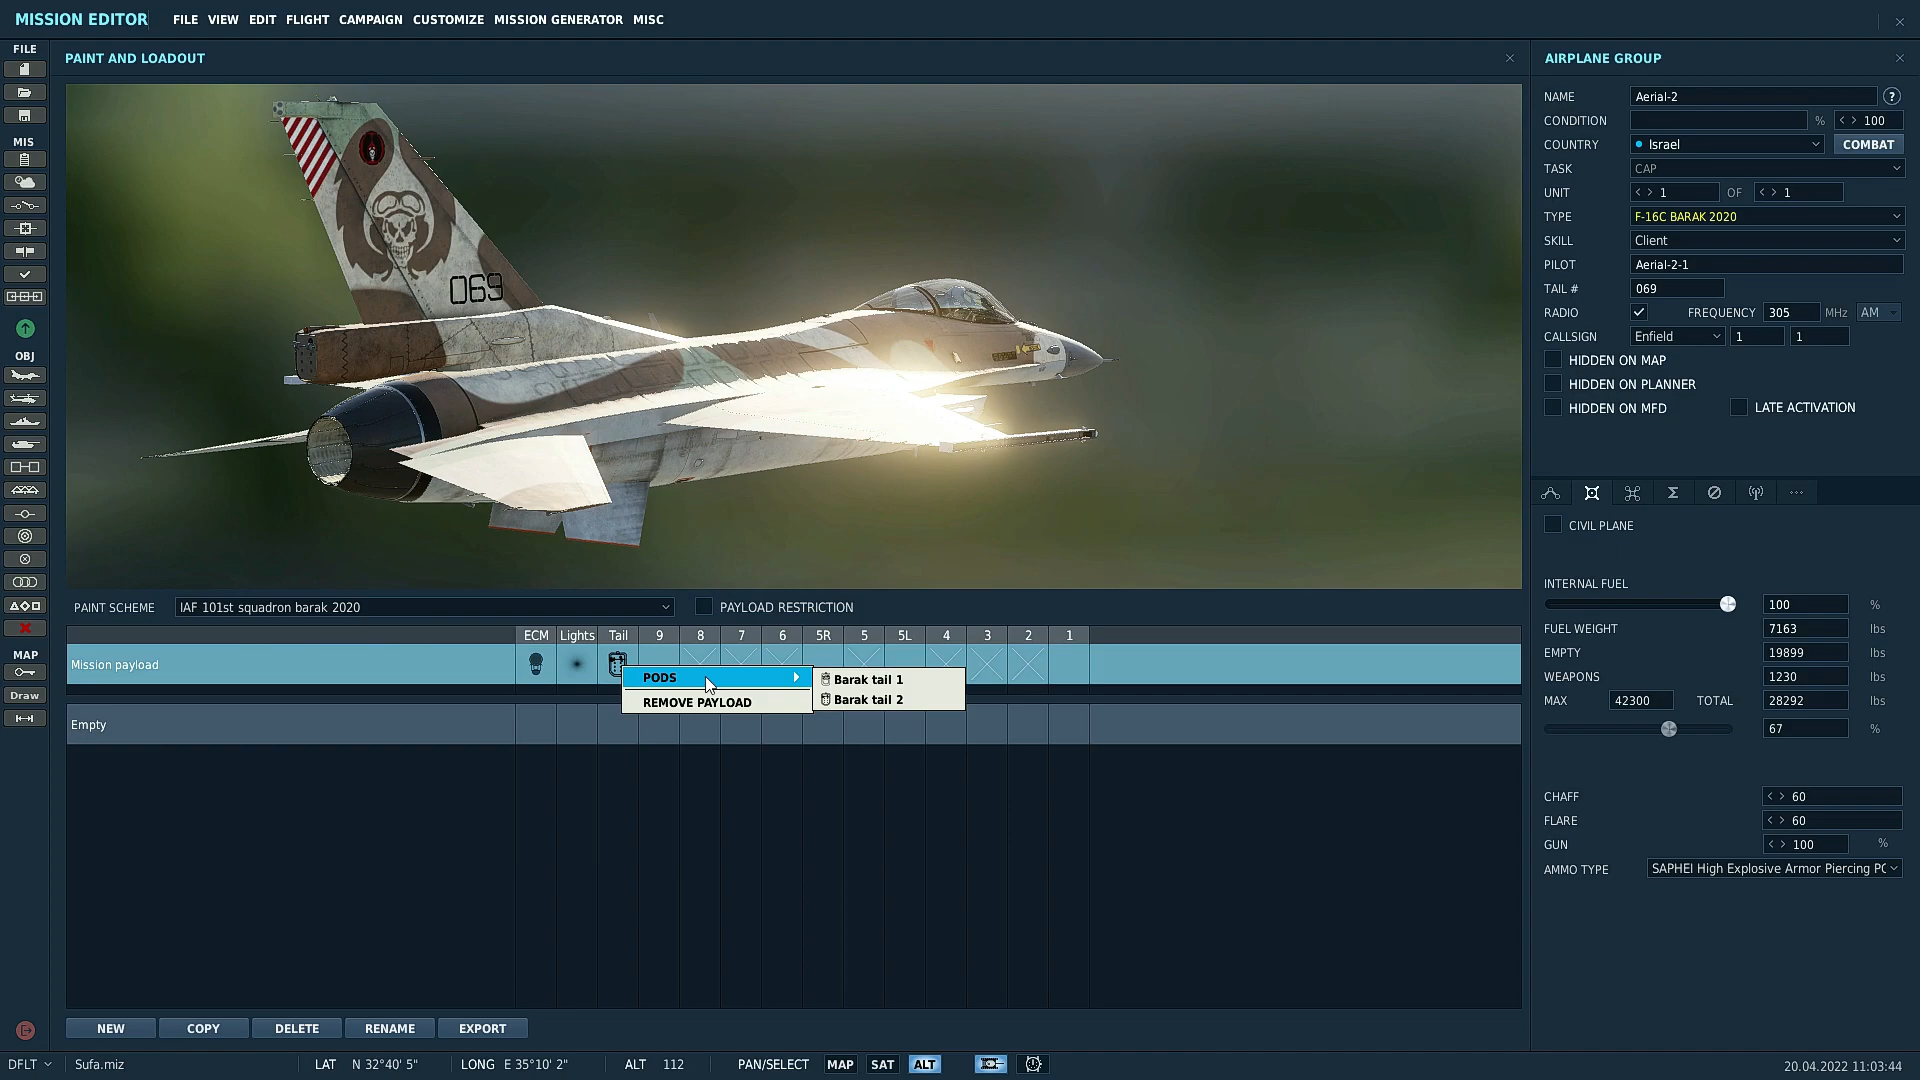 MISSION EDITOR
FILE VIEW EDIT FLIGHT CAMPAIGN CUSTOMIZE MISSION GENERATOR MISC
FILE
MIS
OBJ
MAP
Draw
PAINT AND LOADOUT
069
PAINT SCHEME IAF 101st squadron barak 2020 PAYLOAD RESTRICTION
ECM Lights Tail 9 8 7 6 5R 5 5L 4 3 2 1
Mission payload
PODS
REMOVE PAYLOAD
Barak tail 1
Barak tail 2
Empty
NEW COPY DELETE RENAME EXPORT
AIRPLANE GROUP
NAME Aerial-2 ?
CONDITION % < > 100
COUNTRY Israel COMBAT
TASK CAP
UNIT < > 1 OF < > 1
TYPE F-16C BARAK 2020
SKILL Client
PILOT Aerial-2-1
TAIL # 069
RADIO FREQUENCY 305 MHz AM
CALLSIGN Enfield 1 1
HIDDEN ON MAP
HIDDEN ON PLANNER
HIDDEN ON MFD LATE ACTIVATION
CIVIL PLANE
INTERNAL FUEL
100 %
FUEL WEIGHT 7163 lbs
EMPTY 19899 lbs
WEAPONS 1230 lbs
MAX 42300 TOTAL 28292 lbs
67 %
CHAFF < > 60
FLARE < > 60
GUN < > 100 %
AMMO TYPE SAPHEI High Explosive Armor Piercing PG
DFLT Sufa.miz LAT N 32°40' 5" LONG E 35°10' 2" ALT 112 PAN/SELECT MAP SAT ALT 20.04.2022 11:03:44